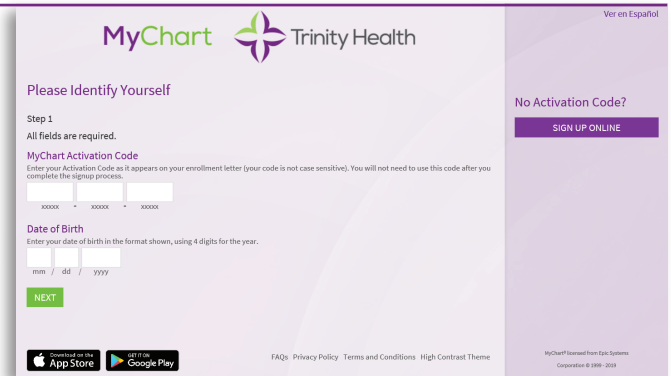 Ver en Español
MyChart Trinity Health
Please Identify Yourself
Step 1
All fields are required.
MyChart Activation Code
Enter your Activation Code as it appears on your enrollment letter (your code is not case sensitive). You will not need to use this code after you
complete the signup process.
xxxxx - xxxxx - xxxxx
Date of Birth
Enter your date of birth in the format shown, using 4 digits for the year.
mm / dd / yyyy
NEXT
No Activation Code?
SIGN UP ONLINE
Download on the
App Store
GET IT ON
Google Play
FAQs Privacy Policy Terms and Conditions High Contrast Theme
MyChart® licensed from Epic Systems
Corporation © 1999 - 2019